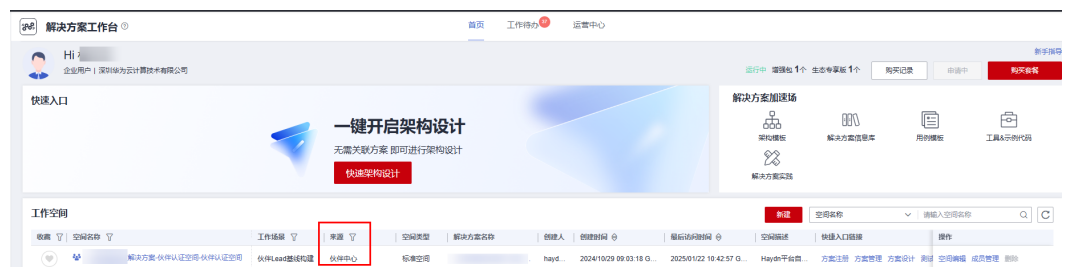 解决方案工作台
首页 工作待办 37 运营中心
Hi
企业用户 | 深圳华为云计算技术有限公司
新手指导
运行中 增强包 1个 生态专享版 1个 购买记录 申请中 购买套餐
快速入口
一键开启架构设计
无需关联方案 即可进行架构设计
快速架构设计
解决方案加速场
架构模板 解决方案信息库 用例模板 工具&示例代码
解决方案实践
工作空间
新建 空间名称 请输入空间名称
收藏 空间名称 工作场景 来源 空间类型 解决方案名称 创建人 创建时间 最后访问时间 空间描述 快捷入口链接 操作
解决方案-伙伴认证空间-伙伴认证空间 伙伴Lead基线构建 伙伴中心 标准空间 hayd... 2024/10/29 09:03:18 G... 2025/01/22 10:42:57 G... Haydn平台自... 方案注册 方案管理 方案设计 测试 空间编辑 成员管理 删除